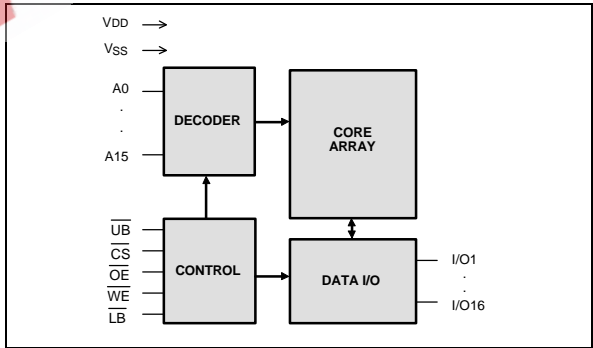 VDD
VSS
A0
.
.
A15
DECODER
CORE
ARRAY
UB
CS
OE
WE
LB
CONTROL
DATA I/O
I/O1
.
.
I/O16